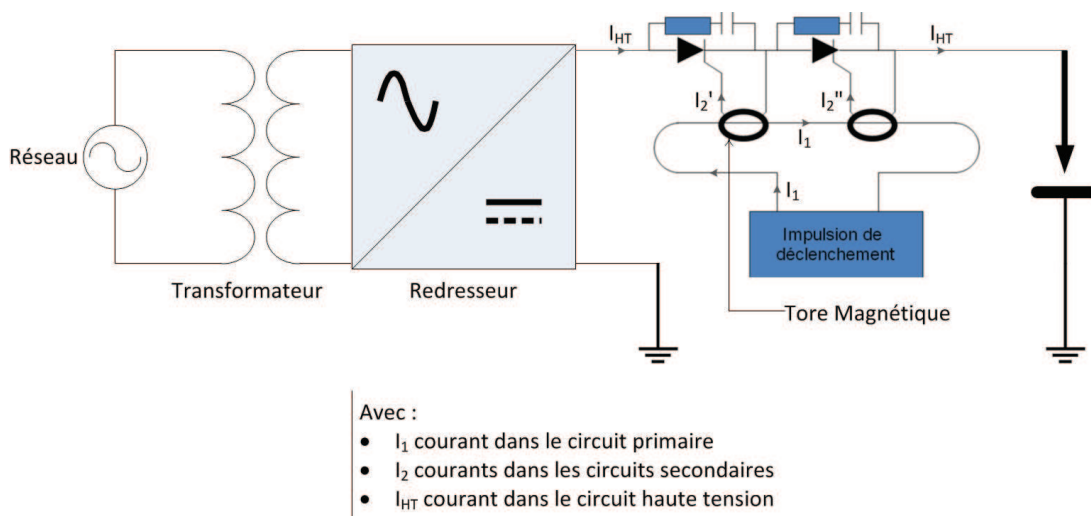 I_HT
I_HT
I₂'
I₂"
Réseau
I₁
I₁
Impulsion de
déclenchement
Transformateur
Redresseur
Tore Magnétique
Avec :
• I₁ courant dans le circuit primaire
• I₂ courants dans les circuits secondaires
• I_HT courant dans le circuit haute tension